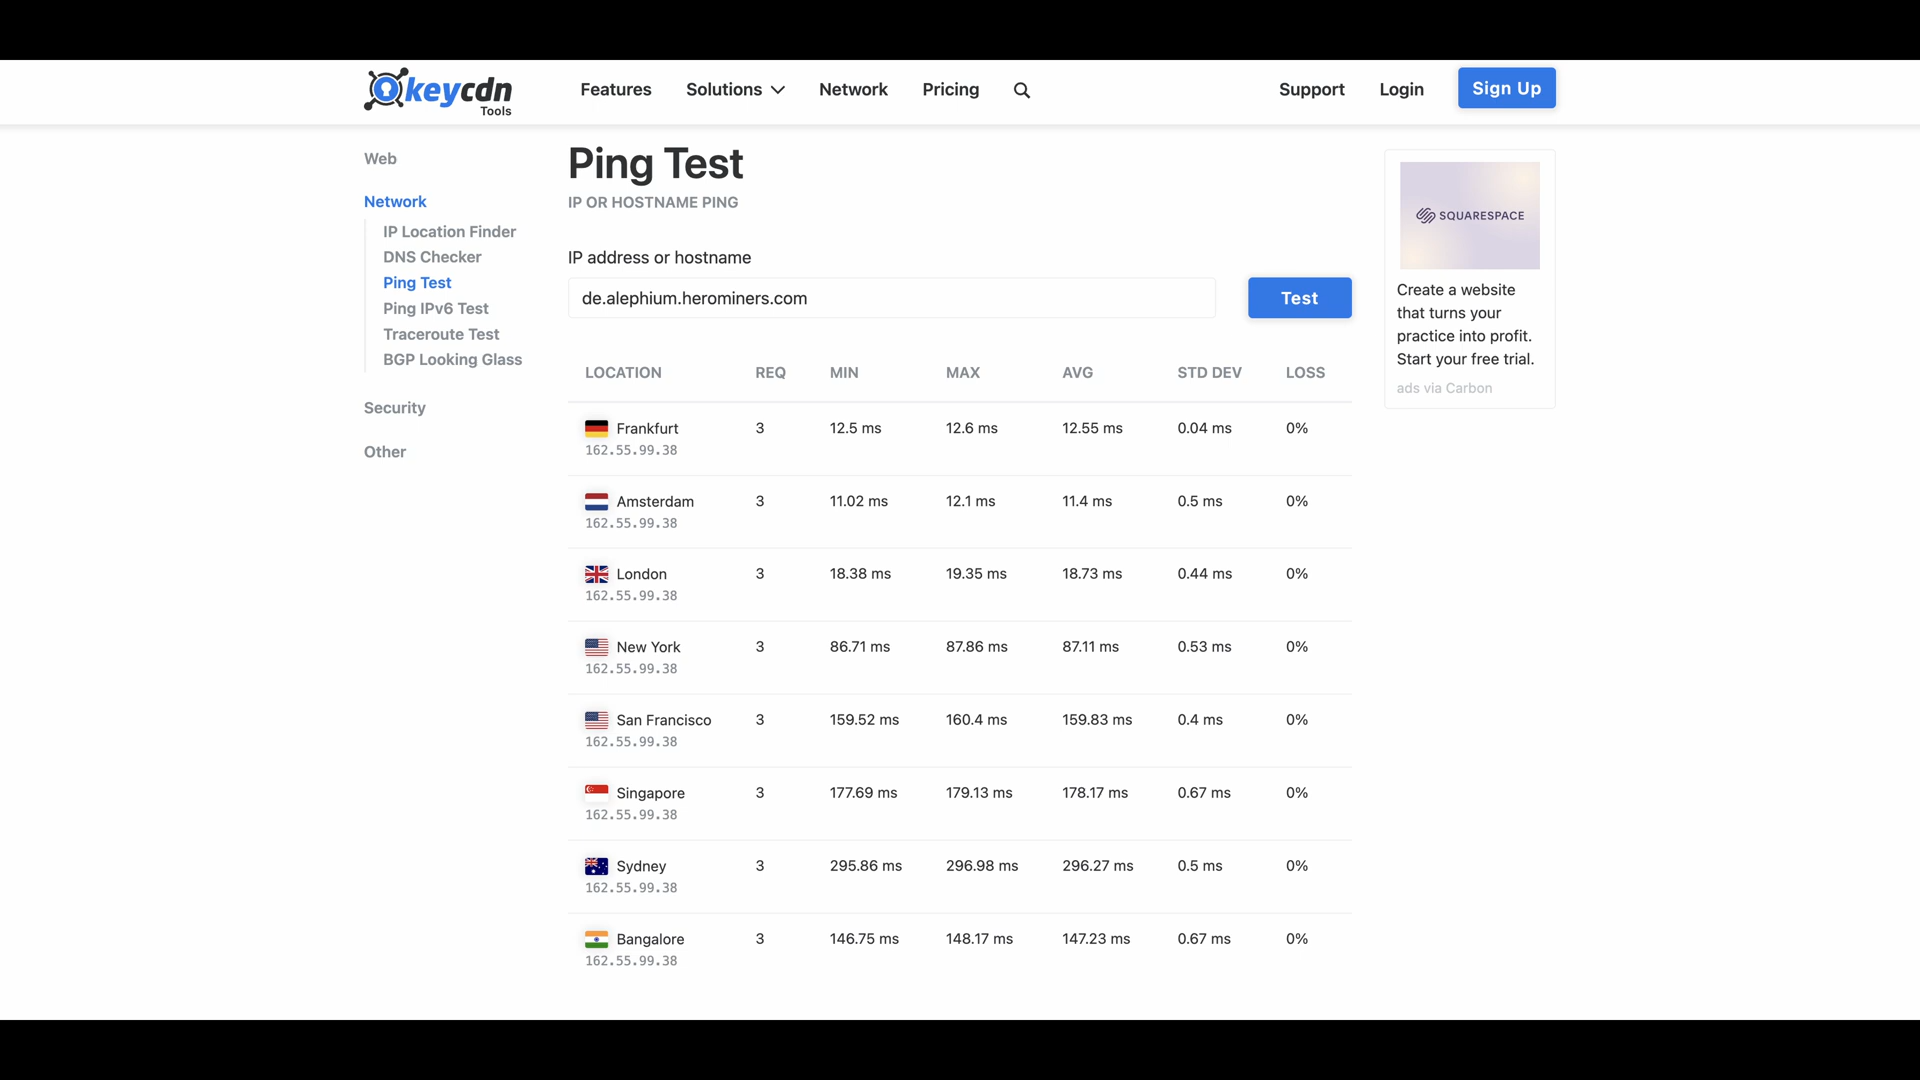 keycdn
Tools
Features
Solutions
Network
Pricing
Support
Login
Sign Up
Web
Network
IP Location Finder
DNS Checker
Ping Test
Ping IPv6 Test
Traceroute Test
BGP Looking Glass
Security
Other
Ping Test
IP OR HOSTNAME PING
IP address or hostname
de.alephium.herominers.com
Test
LOCATION REQ MIN MAX AVG STD DEV LOSS
Frankfurt 3 12.5 ms 12.6 ms 12.55 ms 0.04 ms 0%
162.55.99.38
Amsterdam 3 11.02 ms 12.1 ms 11.4 ms 0.5 ms 0%
162.55.99.38
London 3 18.38 ms 19.35 ms 18.73 ms 0.44 ms 0%
162.55.99.38
New York 3 86.71 ms 87.86 ms 87.11 ms 0.53 ms 0%
162.55.99.38
San Francisco 3 159.52 ms 160.4 ms 159.83 ms 0.4 ms 0%
162.55.99.38
Singapore 3 177.69 ms 179.13 ms 178.17 ms 0.67 ms 0%
162.55.99.38
Sydney 3 295.86 ms 296.98 ms 296.27 ms 0.5 ms 0%
162.55.99.38
Bangalore 3 146.75 ms 148.17 ms 147.23 ms 0.67 ms 0%
162.55.99.38
SQUARESPACE
Create a website
that turns your
practice into profit.
Start your free trial.
ads via Carbon